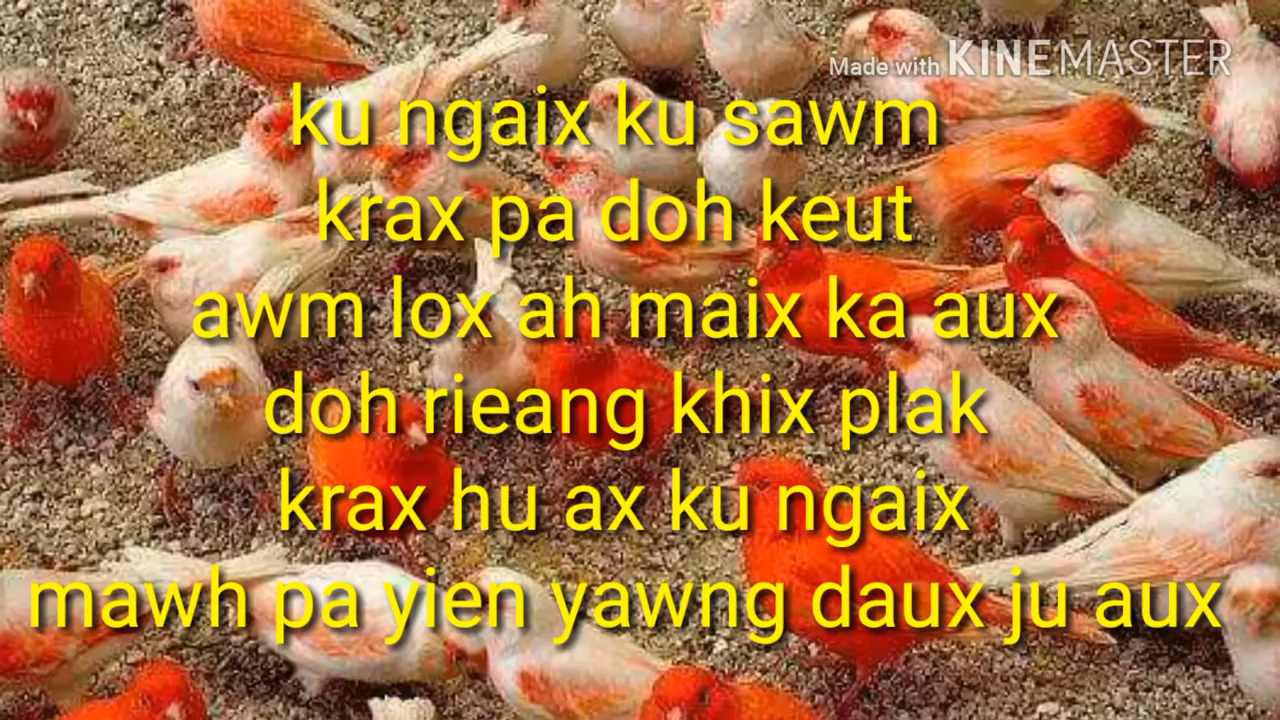 Made with KINEMASTER
ku ngaix ku sawm
krax pa doh keut
awm lox ah maix ka aux
doh rieang khix plak
krax hu ax ku ngaix
mawh pa yien yawng daux ju aux